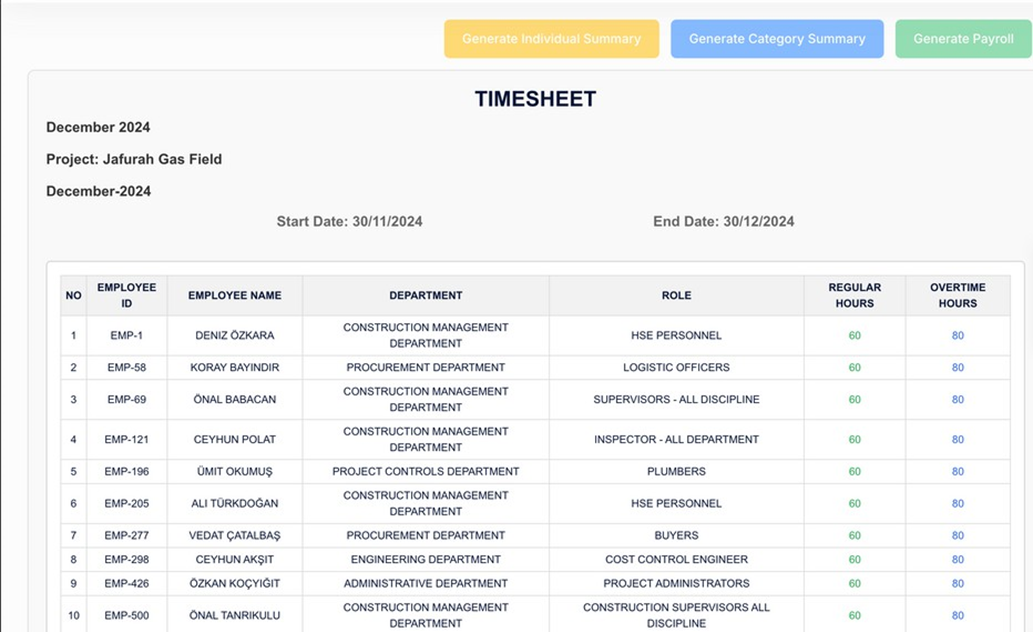 Generate Individual Summary Generate Category Summary Generate Payroll
TIMESHEET
December 2024
Project: Jafurah Gas Field
December-2024
Start Date: 30/11/2024 End Date: 30/12/2024
NO EMPLOYEE ID EMPLOYEE NAME DEPARTMENT ROLE REGULAR HOURS OVERTIME HOURS
1 EMP-1 DENIZ ÖZKARA CONSTRUCTION MANAGEMENT DEPARTMENT HSE PERSONNEL 60 80
2 EMP-58 KORAY BAYINDIR PROCUREMENT DEPARTMENT LOGISTIC OFFICERS 60 80
3 EMP-69 ÖNAL BABACAN CONSTRUCTION MANAGEMENT DEPARTMENT SUPERVISORS - ALL DISCIPLINE 60 80
4 EMP-121 CEYHUN POLAT CONSTRUCTION MANAGEMENT DEPARTMENT INSPECTOR - ALL DEPARTMENT 60 80
5 EMP-196 ÜMIT OKUMUŞ PROJECT CONTROLS DEPARTMENT PLUMBERS 60 80
6 EMP-205 ALI TÜRKDOĞAN CONSTRUCTION MANAGEMENT DEPARTMENT HSE PERSONNEL 60 80
7 EMP-277 VEDAT ÇATALBAŞ PROCUREMENT DEPARTMENT BUYERS 60 80
8 EMP-298 CEYHUN AKŞIT ENGINEERING DEPARTMENT COST CONTROL ENGINEER 60 80
9 EMP-426 ÖZKAN KOÇYIĞIT ADMINISTRATIVE DEPARTMENT PROJECT ADMINISTRATORS 60 80
10 EMP-500 ÖNAL TANRIKULU CONSTRUCTION MANAGEMENT DEPARTMENT CONSTRUCTION SUPERVISORS ALL DISCIPLINE 60 80